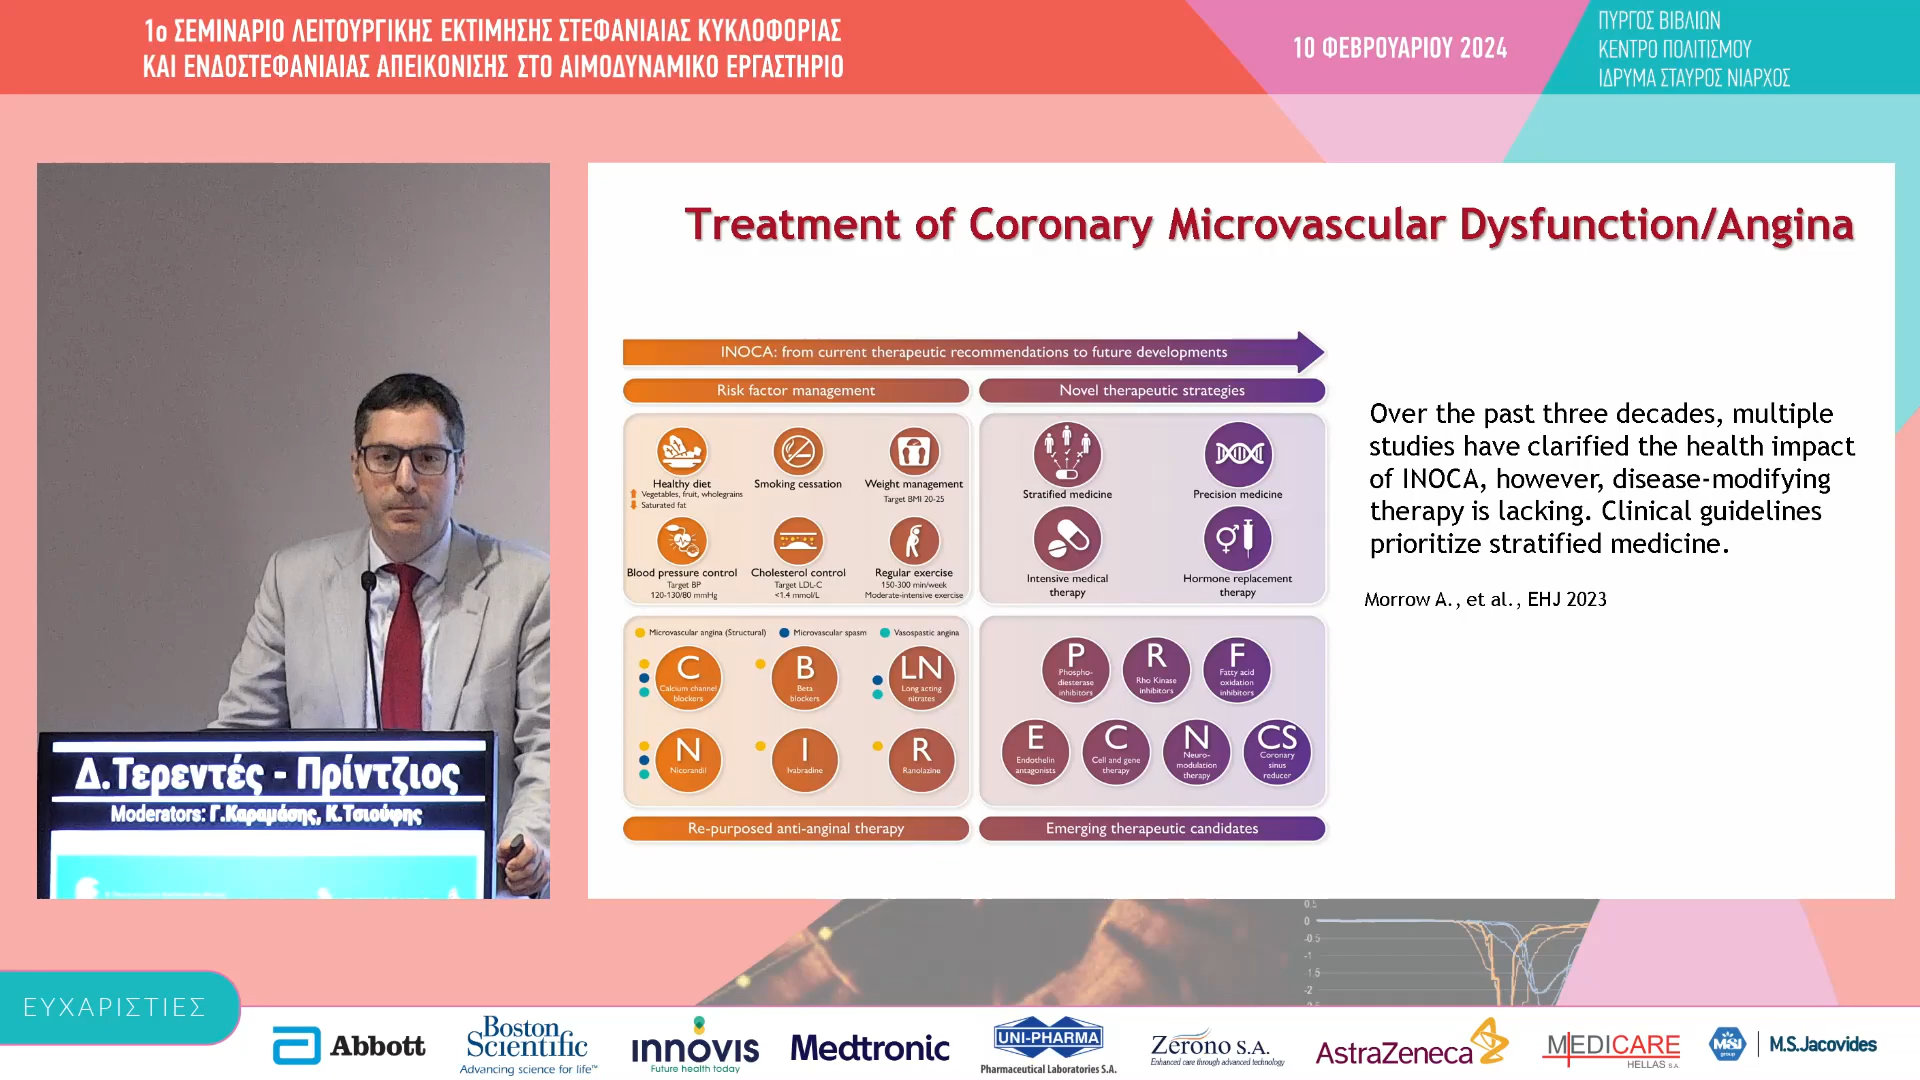 1ο ΣΕΜΙΝΑΡΙΟ ΛΕΙΤΟΥΡΓΙΚΗΣ ΕΚΤΙΜΗΣΗΣ ΣΤΕΦΑΝΙΑΙΑΣ ΚΥΚΛΟΦΟΡΙΑΣ
ΚΑΙ ΕΝΔΟΣΤΕΦΑΝΙΑΙΑΣ ΑΠΕΙΚΟΝΙΣΗΣ ΣΤΟ ΑΙΜΟΔΥΝΑΜΙΚΟ ΕΡΓΑΣΤΗΡΙΟ
10 ΦΕΒΡΟΥΑΡΙΟΥ 2024
ΠΥΡΓΟΣ ΒΙΒΛΙΩΝ
ΚΕΝΤΡΟ ΠΟΛΙΤΙΣΜΟΥ
ΙΔΡΥΜΑ ΣΤΑΥΡΟΣ ΝΙΑΡΧΟΣ
Treatment of Coronary Microvascular Dysfunction/Angina
INOCA: from current therapeutic recommendations to future developments
Risk factor management
Novel therapeutic strategies
Healthy diet
Vegetables, fruit, wholegrains
Saturated fat
Smoking cessation
Weight management
Target BMI 20-25
Blood pressure control
Target BP
120-130/80 mmHg
Cholesterol control
Target LDL-C
<1.4 mmol/L
Regular exercise
150-300 min/week
Moderate-intensive exercise
Stratified medicine
Precision medicine
Intensive medical
therapy
Hormone replacement
therapy
Microvascular angina (Structural)
Microvascular spasm
Vasospastic angina
C
Calcium channel
blockers
B
Beta
blockers
LN
Long acting
nitrates
N
Nicorandil
I
Ivabradine
R
Ranolazine
P
Phospho-
diesterase
inhibitors
R
Rho Kinase
inhibitors
F
Fatty acid
oxidation
inhibitors
E
Endothelin
antagonists
C
Cell and gene
therapy
N
Neuro-
modulation
therapy
CS
Coronary
sinus
reducer
Re-purposed anti-anginal therapy
Emerging therapeutic candidates
Over the past three decades, multiple
studies have clarified the health impact
of INOCA, however, disease-modifying
therapy is lacking. Clinical guidelines
prioritize stratified medicine.
Morrow A., et al., EHJ 2023
Δ.Τερεντές - Πρίντζιος
Moderators: Γ.Καραμάσης, Κ.Τσιούφης
0.5
0
-0.5
-1
-1.5
-2
ΕΥΧΑΡΙΣΤΙΕΣ
Abbott
Boston
Scientific
Advancing science for life™
innovis
Future health today
Medtronic
UNI-PHARMA
Pharmaceutical Laboratories S.A.
Zerono S.A.
Enhanced care through advanced technology
AstraZeneca
MEDICARE
HELLAS S.A.
MSJ
group
M.S.Jacovides